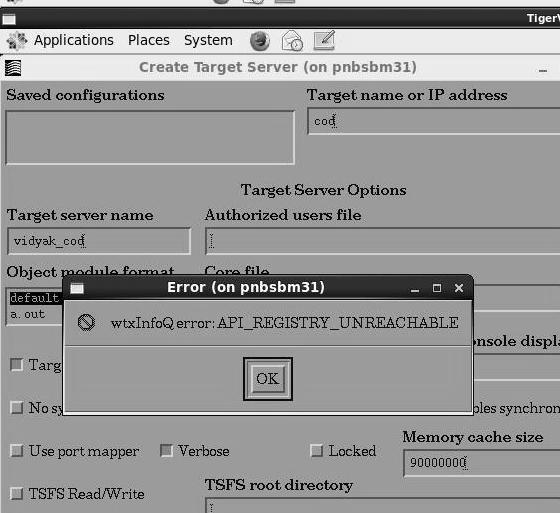 TigerV
Applications Places System
Create Target Server (on pnbsbm31)
Saved configurations
Target name or IP address
cod
Target Server Options
Target server name
Authorized users file
vidyak_cod
Object module format
Core file
default
a.out
Error (on pnbsbm31)
wtxInfoQ error: API_REGISTRY_UNREACHABLE
OK
Targ
onsole displa
No sy
bles synchron
Use port mapper
Verbose
Locked
Memory cache size
9000000
TSFS Read/Write
TSFS root directory